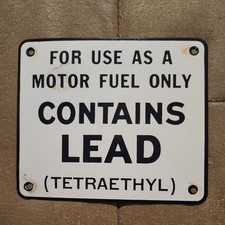 FOR USE AS A
MOTOR FUEL ONLY
CONTAINS
LEAD
(TETRAETHYL)